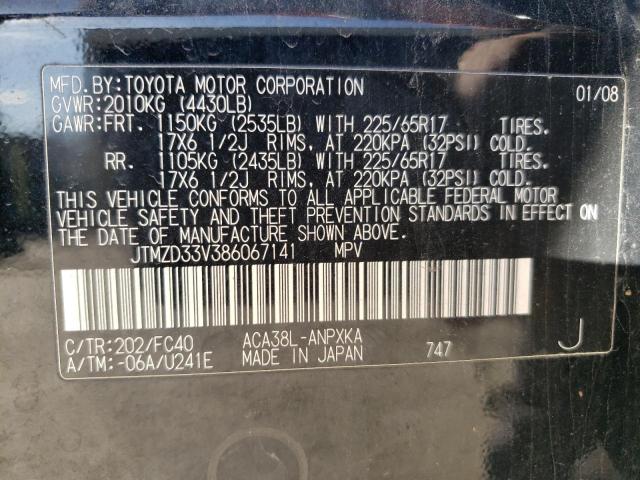 MFD.BY:TOYOTA MOTOR CORPORATION 01/08
GVWR:2010KG (4430LB)
GAWR:FRT. 1150KG (2535LB) WITH 225/65R17 TIRES.
17X6 1/2J RIMS, AT 220KPA (32PSI) COLD.
RR. 1105KG (2435LB) WITH 225/65R17 TIRES.
17X6 1/2J RIMS, AT 220KPA (32PSI) COLD.
THIS VEHICLE CONFORMS TO ALL APPLICABLE FEDERAL MOTOR
VEHICLE SAFETY AND THEFT PREVENTION STANDARDS IN EFFECT ON
THE DATE OF MANUFACTURE SHOWN ABOVE.
JTMZD33V386067141 MPV
C/TR:202/FC40 ACA38L-ANPXKA
A/TM:-06A/U241E MADE IN JAPAN 747 J